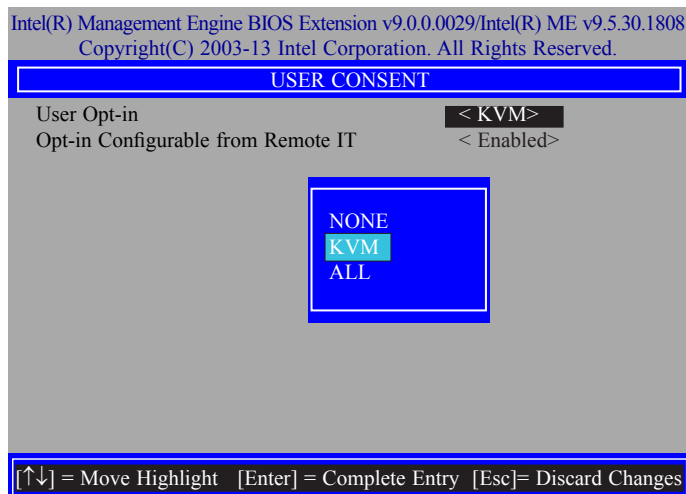 Intel(R) Management Engine BIOS Extension v9.0.0.0029/Intel(R) ME v9.5.30.1808
Copyright(C) 2003-13 Intel Corporation. All Rights Reserved.
USER CONSENT
User Opt-in < KVM>
Opt-in Configurable from Remote IT < Enabled>
NONE
KVM
ALL
[↑↓] = Move Highlight [Enter] = Complete Entry [Esc]= Discard Changes